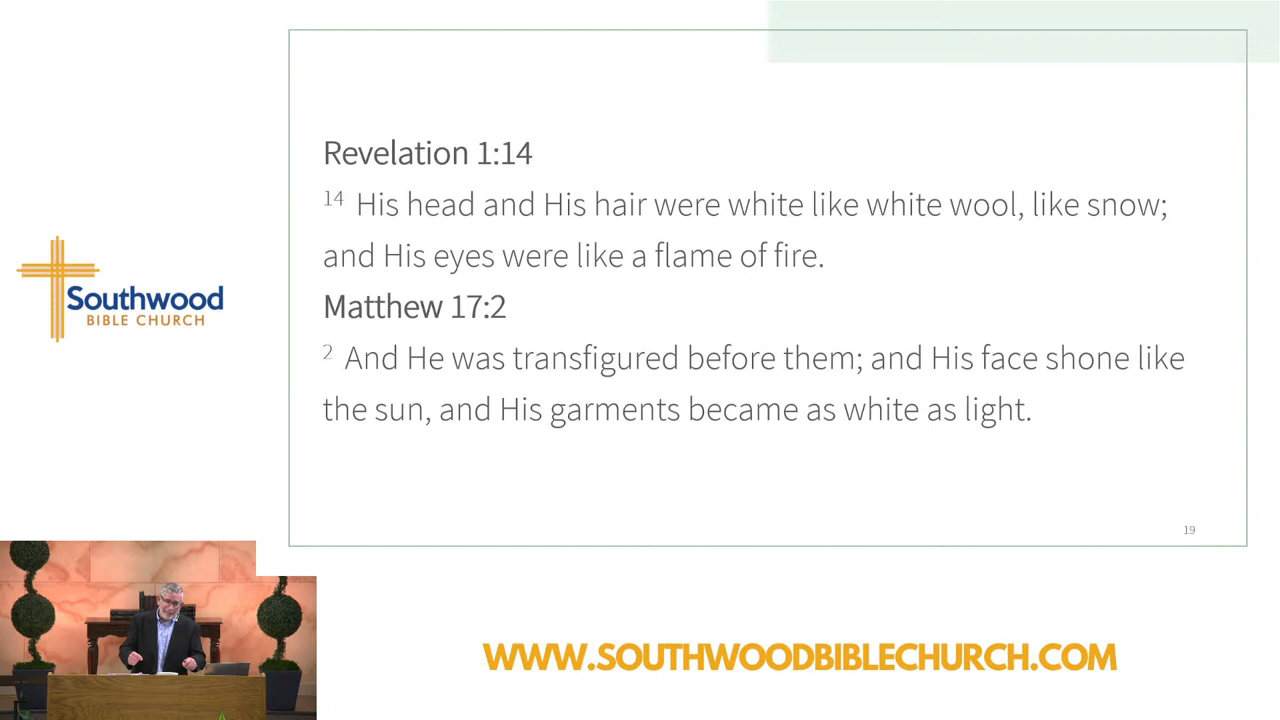 Revelation 1:14
14 His head and His hair were white like white wool, like snow;
and His eyes were like a flame of fire.
Matthew 17:2
2 And He was transfigured before them; and His face shone like
the sun, and His garments became as white as light.
19
Southwood
BIBLE CHURCH
WWW.SOUTHWOODBIBLECHURCH.COM